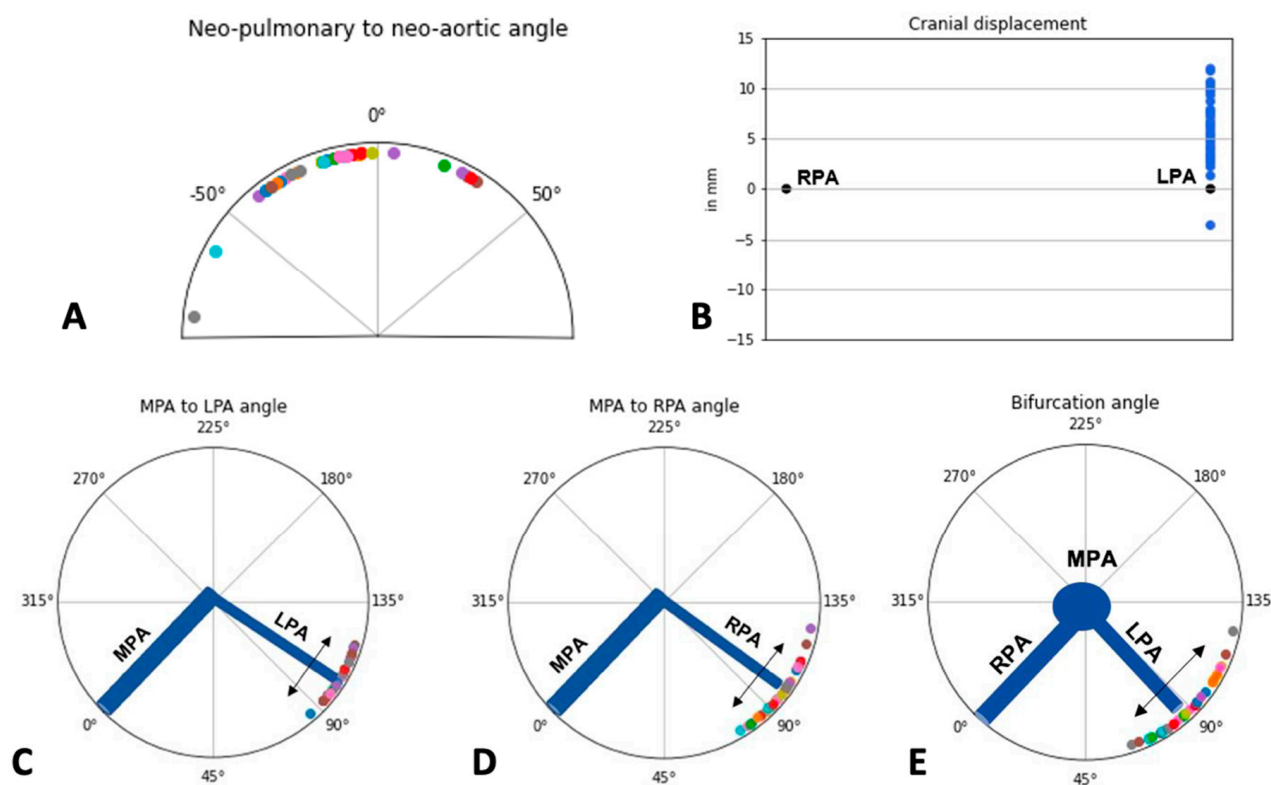 Neo-pulmonary to neo-aortic angle
0°
-50°
50°
A
Cranial displacement
15
10
5
0
−5
−10
−15
in mm
RPA
LPA
B
MPA to LPA angle
225°
270°
180°
315°
135°
0°
90°
45°
MPA
LPA
C
MPA to RPA angle
225°
270°
180°
315°
135°
0°
90°
45°
MPA
RPA
D
Bifurcation angle
225°
270°
180°
315°
135
0°
90°
45°
MPA
RPA
LPA
E